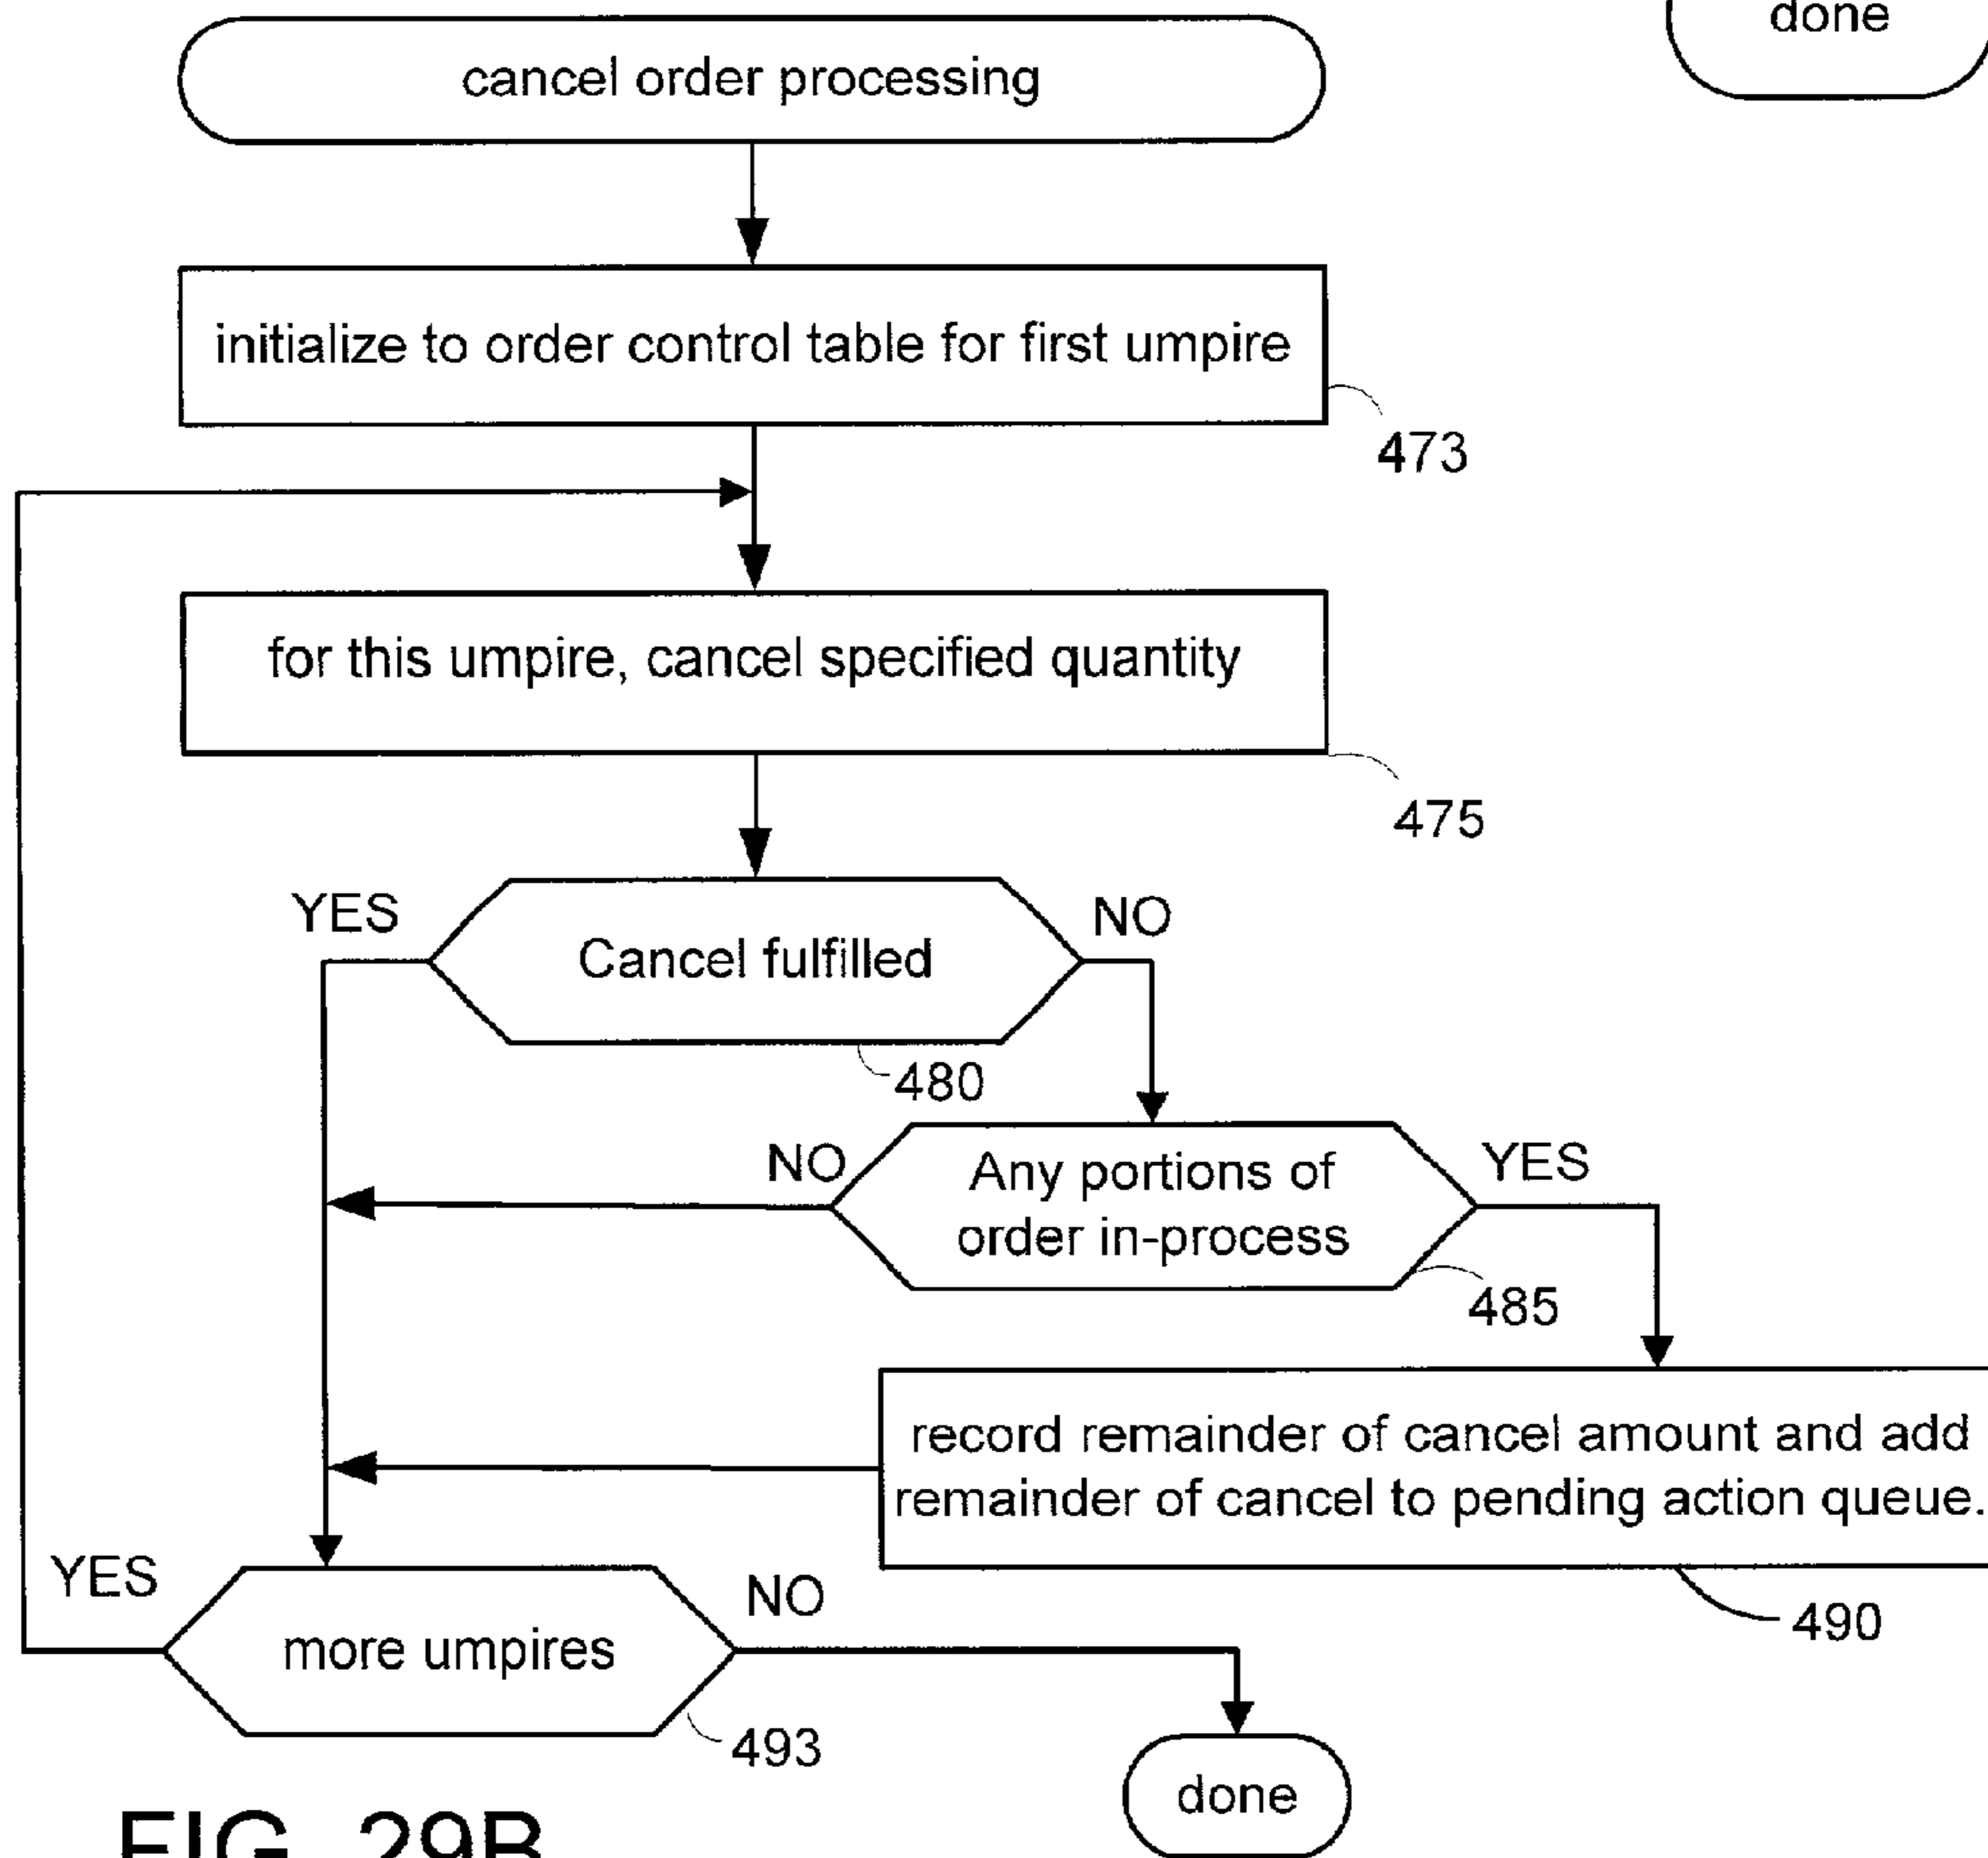 done
cancel order processing
initialize to order control table for first umpire
473
for this umpire, cancel specified quantity
475
YES
NO
Cancel fulfilled
480
NO
YES
Any portions of
order in-process
485
record remainder of cancel amount and add
remainder of cancel to pending action queue.
490
YES
NO
more umpires
493
done
FIG. 29B